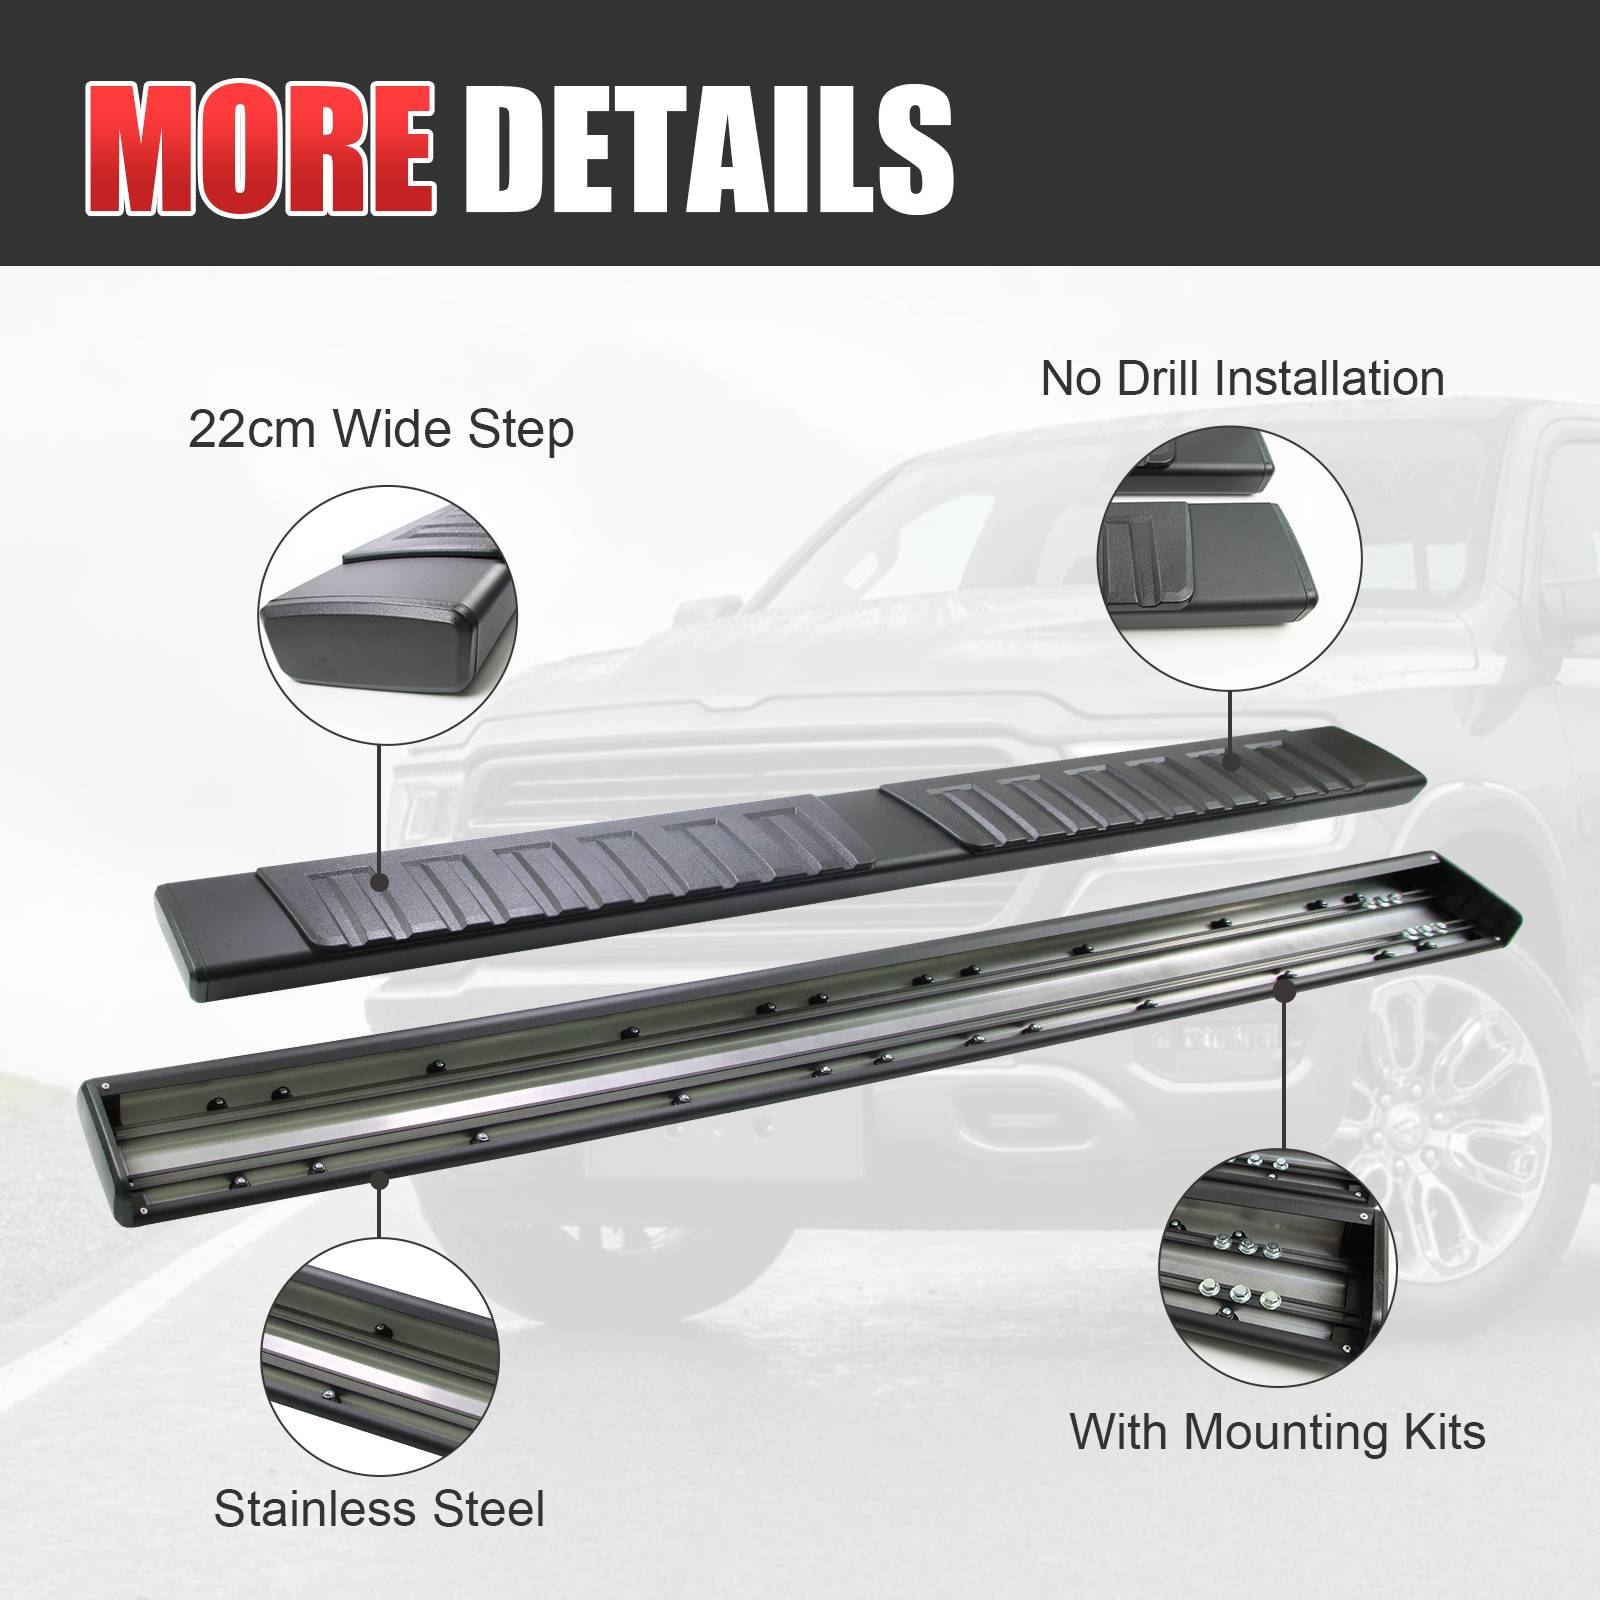 MORE DETAILS
22cm Wide Step
No Drill Installation
Stainless Steel
With Mounting Kits